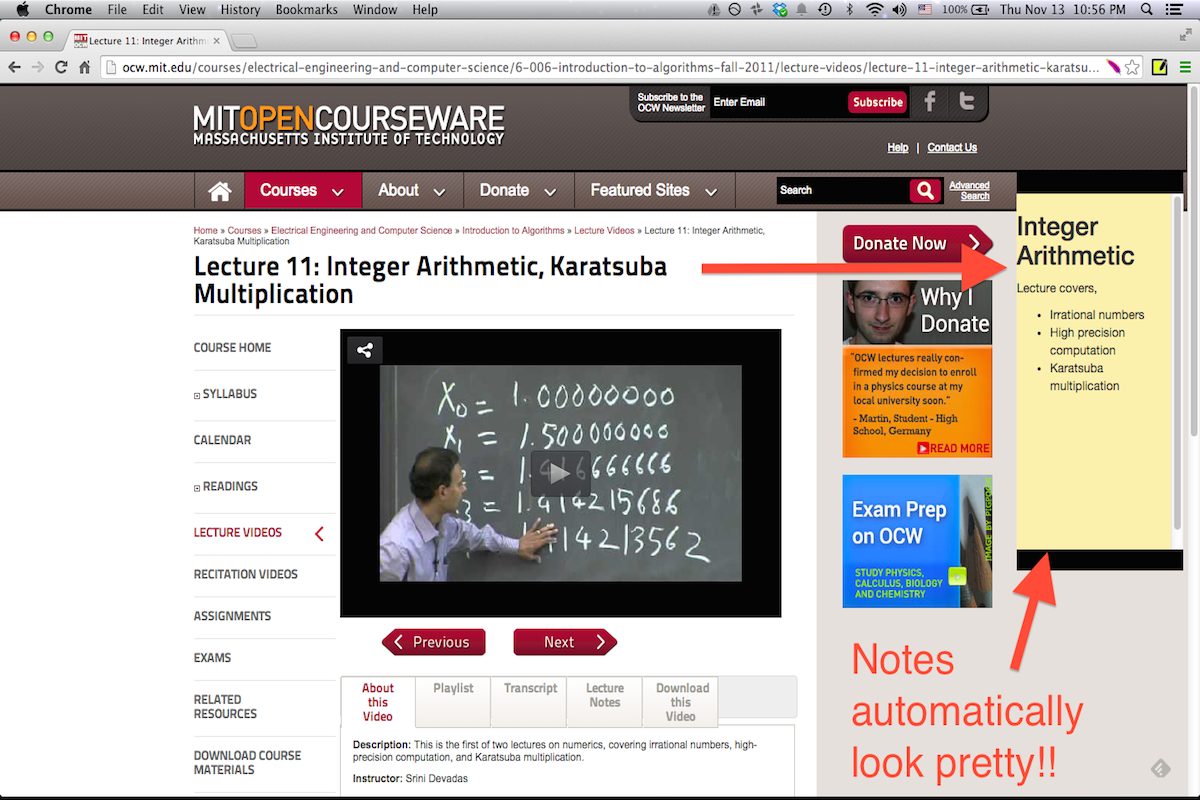 Chrome File Edit View History Bookmarks Window Help 100% Thu Nov 13 10:56 PM
Lecture 11: Integer Arithm
ocw.mit.edu/courses/electrical-engineering-and-computer-science/6-006-introduction-to-algorithms-fall-2011/lecture-videos/lecture-11-integer-arithmetic-karatsu...
Subscribe to the
OCW Newsletter
Enter Email
Subscribe
MITOPENCOURSEWARE
MASSACHUSETTS INSTITUTE OF TECHNOLOGY
Help | Contact Us
Courses About Donate Featured Sites
Search
Advanced
Search
Home » Courses » Electrical Engineering and Computer Science » Introduction to Algorithms » Lecture Videos » Lecture 11: Integer Arithmetic,
Karatsuba Multiplication
Lecture 11: Integer Arithmetic, Karatsuba
Multiplication
COURSE HOME
SYLLABUS
CALENDAR
READINGS
LECTURE VIDEOS
RECITATION VIDEOS
ASSIGNMENTS
EXAMS
RELATED
RESOURCES
DOWNLOAD COURSE
MATERIALS
X0 = 1.00000000
X1 = 1.500000000
= 1.416666666
3 = 1.414215686
1414213562
Previous
Next
About
this
Video
Playlist
Transcript
Lecture
Notes
Download
this
Video
Description: This is the first of two lectures on numerics, covering irrational numbers, high-
precision computation, and Karatsuba multiplication.
Instructor: Srini Devadas
Donate Now
Why I
Donate
"OCW lectures really con-
firmed my decision to enroll
in a physics course at my
local university soon."
- Martin, Student - High
School, Germany
READ MORE
Exam Prep
on OCW
STUDY PHYSICS,
CALCULUS, BIOLOGY
AND CHEMISTRY
Integer
Arithmetic
Lecture covers,
• Irrational numbers
• High precision
computation
• Karatsuba
multiplication
Notes
automatically
look pretty!!